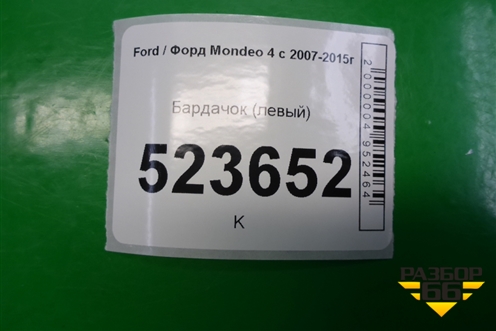 Ford / Форд Mondeo 4 с 2007-2015г
Бардачок (левый)
523652
К
2000004952464
РАЗБОР
66